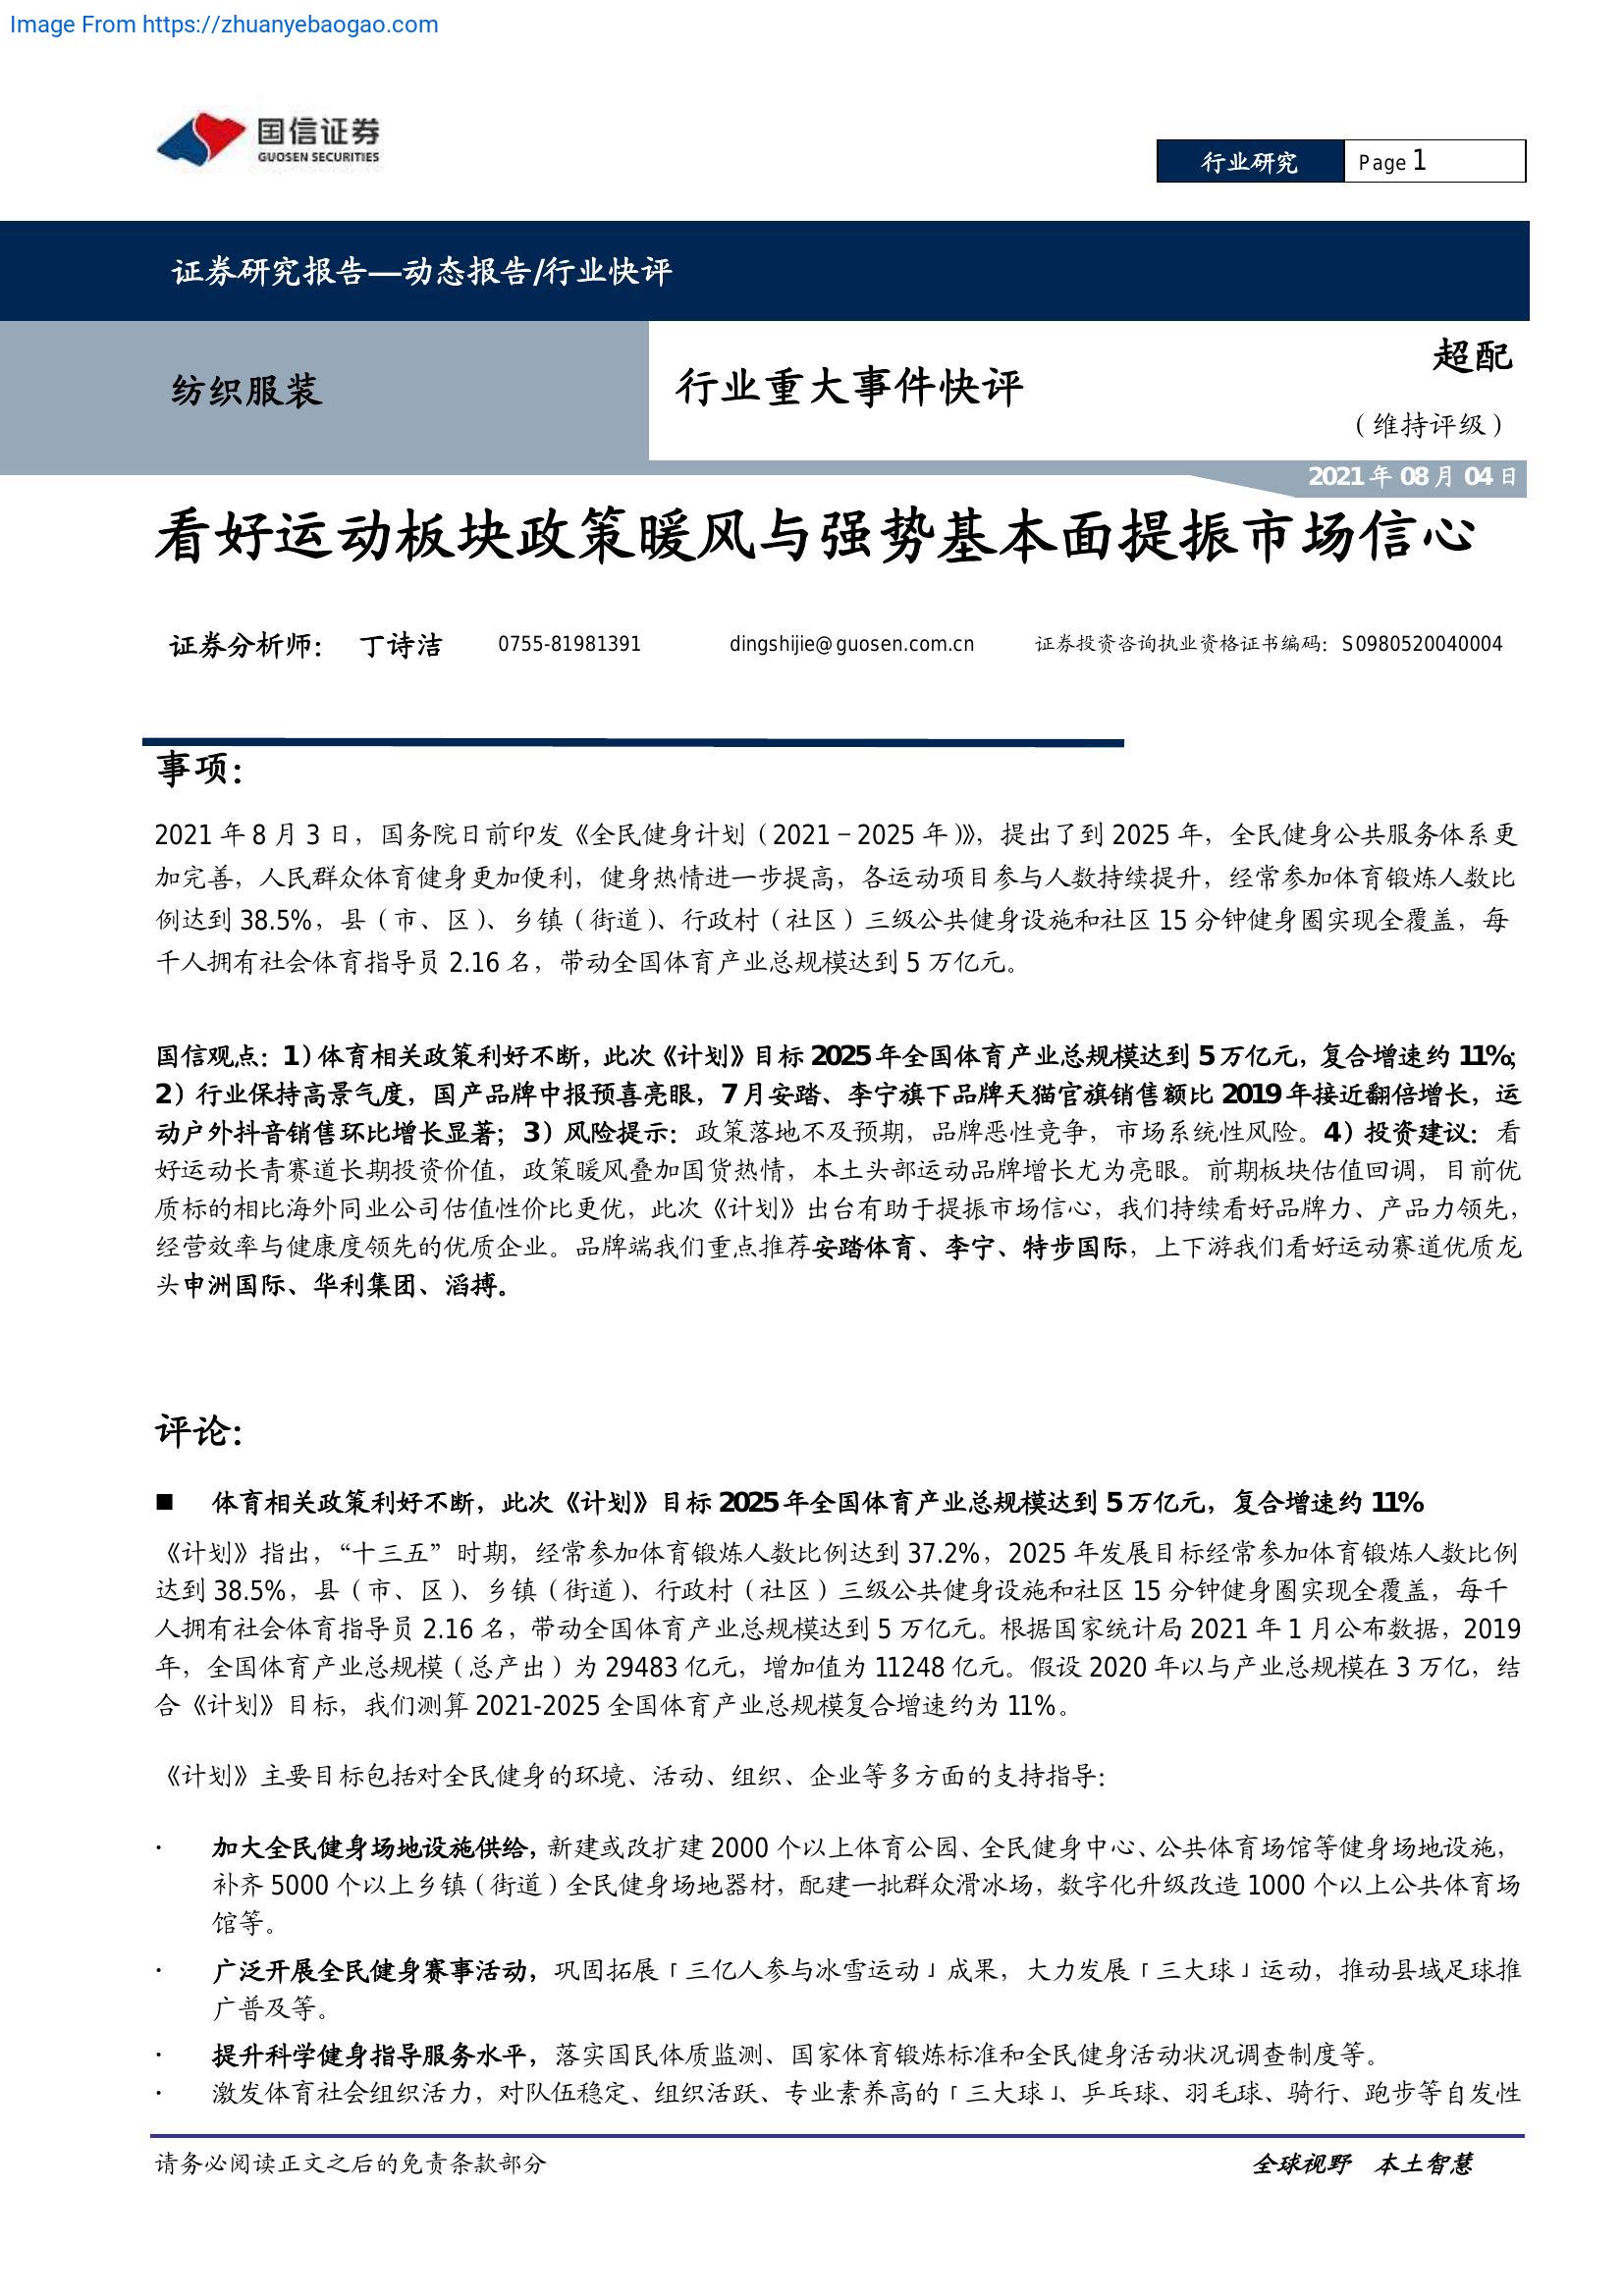 Image From https://zhuanyebaogao.com
国信证券
GUOSEN SECURITIES
行业研究 Page 1
证券研究报告—动态报告/行业快评
纺织服装
行业重大事件快评
超配
（维持评级）
2021 年 08 月 04 日
看好运动板块政策暖风与强势基本面提振市场信心
证券分析师： 丁诗洁 0755-81981391 dingshijie@guosen.com.cn 证券投资咨询执业资格证书编码：S0980520040004
事项：
2021 年 8 月 3 日，国务院日前印发《全民健身计划（2021－2025 年）》，提出了到 2025 年，全民健身公共服务体系更
加完善，人民群众体育健身更加便利，健身热情进一步提高，各运动项目参与人数持续提升，经常参加体育锻炼人数比
例达到 38.5%，县（市、区）、乡镇（街道）、行政村（社区）三级公共健身设施和社区 15 分钟健身圈实现全覆盖，每
千人拥有社会体育指导员 2.16 名，带动全国体育产业总规模达到 5 万亿元。
国信观点：1）体育相关政策利好不断，此次《计划》目标 2025 年全国体育产业总规模达到 5 万亿元，复合增速约 11%；
2）行业保持高景气度，国产品牌中报预喜亮眼，7 月安踏、李宁旗下品牌天猫官旗销售额比 2019 年接近翻倍增长，运
动户外抖音销售环比增长显著；3）风险提示：政策落地不及预期，品牌恶性竞争，市场系统性风险。4）投资建议：看
好运动长青赛道长期投资价值，政策暖风叠加国货热情，本土头部运动品牌增长尤为亮眼。前期板块估值回调，目前优
质标的相比海外同业公司估值性价比更优，此次《计划》出台有助于提振市场信心，我们持续看好品牌力、产品力领先，
经营效率与健康度领先的优质企业。品牌端我们重点推荐安踏体育、李宁、特步国际，上下游我们看好运动赛道优质龙
头申洲国际、华利集团、滔搏。
评论：
■ 体育相关政策利好不断，此次《计划》目标 2025 年全国体育产业总规模达到 5 万亿元，复合增速约 11%
《计划》指出，“十三五”时期，经常参加体育锻炼人数比例达到 37.2%，2025 年发展目标经常参加体育锻炼人数比例
达到 38.5%，县（市、区）、乡镇（街道）、行政村（社区）三级公共健身设施和社区 15 分钟健身圈实现全覆盖，每千
人拥有社会体育指导员 2.16 名，带动全国体育产业总规模达到 5 万亿元。根据国家统计局 2021 年 1 月公布数据，2019
年，全国体育产业总规模（总产出）为 29483 亿元，增加值为 11248 亿元。假设 2020 年以与产业总规模在 3 万亿，结
合《计划》目标，我们测算 2021-2025 全国体育产业总规模复合增速约为 11%。
《计划》主要目标包括对全民健身的环境、活动、组织、企业等多方面的支持指导：
· 加大全民健身场地设施供给，新建或改扩建 2000 个以上体育公园、全民健身中心、公共体育场馆等健身场地设施，
补齐 5000 个以上乡镇（街道）全民健身场地器材，配建一批群众滑冰场，数字化升级改造 1000 个以上公共体育场
馆等。
· 广泛开展全民健身赛事活动，巩固拓展「三亿人参与冰雪运动」成果，大力发展「三大球」运动，推动县域足球推
广普及等。
· 提升科学健身指导服务水平，落实国民体质监测、国家体育锻炼标准和全民健身活动状况调查制度等。
· 激发体育社会组织活力，对队伍稳定、组织活跃、专业素养高的「三大球」、乒乓球、羽毛球、骑行、跑步等自发性
请务必阅读正文之后的免责条款部分 全球视野 本土智慧